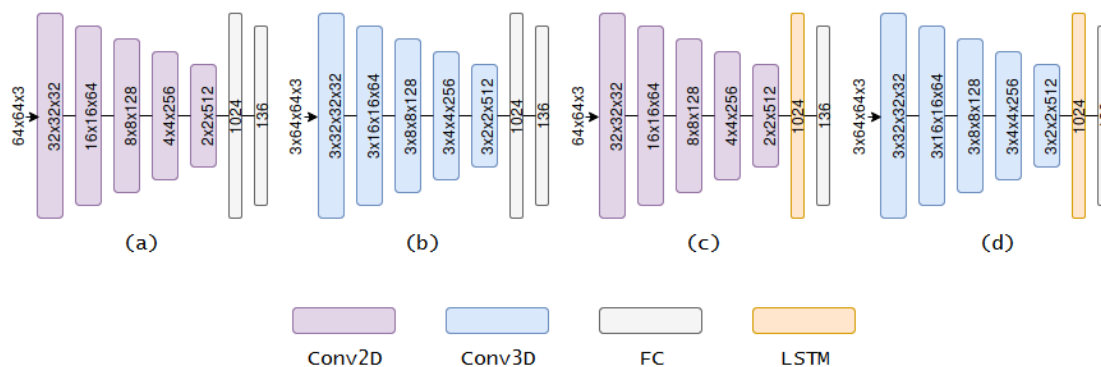 64x64x3
32x32x32
16x16x64
8x8x128
4x4x256
2x2x512
1024
136
(a)
3x64x64x3
3x32x32x32
3x16x16x64
3x8x8x128
3x4x4x256
3x2x2x512
1024
136
(b)
64x64x3
32x32x32
16x16x64
8x8x128
4x4x256
2x2x512
1024
136
(c)
3x64x64x3
3x32x32x32
3x16x16x64
3x8x8x128
3x4x4x256
3x2x2x512
1024
(d)
Conv2D
Conv3D
FC
LSTM